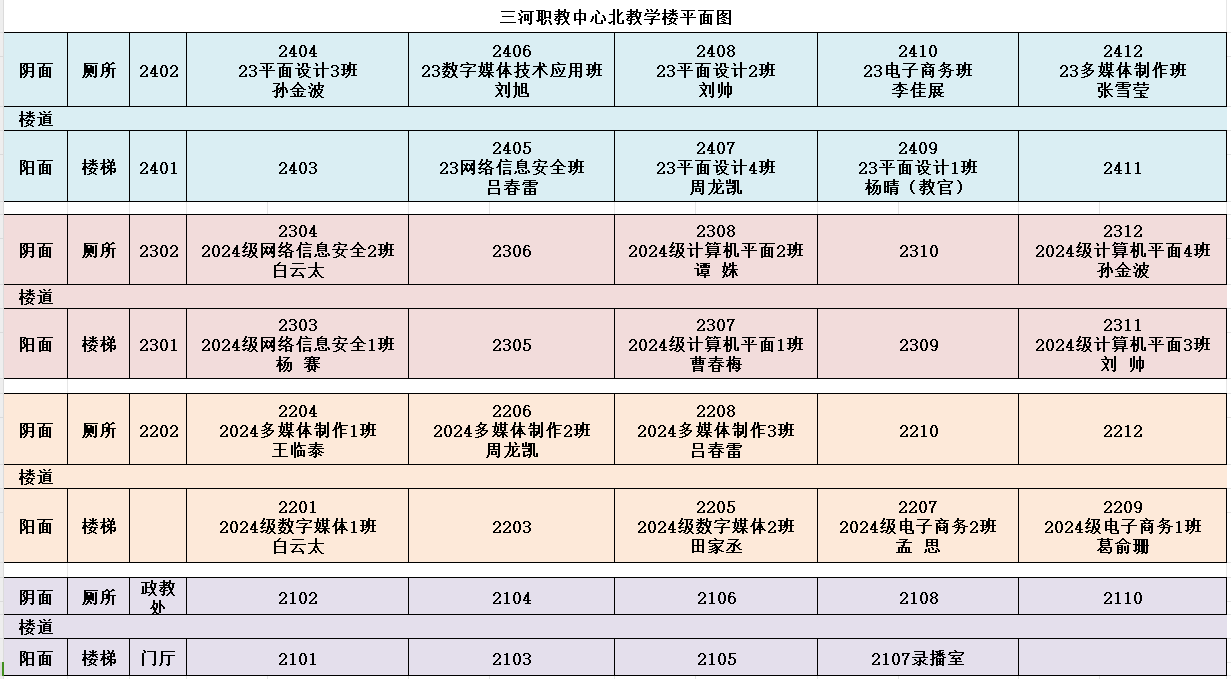 三河职教中心北教学楼平面图
阴面 厕所 2402 2404 2406 2408 2410 2412
23平面设计3班 23数字媒体技术应用班 23平面设计2班 23电子商务班 23多媒体制作班
孙金波 刘旭 刘帅 李佳展 张雪莹
楼道
阳面 楼梯 2401 2403 2405 2407 2409 2411
23网络信息安全班 23平面设计4班 23平面设计1班
吕春雷 周龙凯 杨晴（教官）
阴面 厕所 2302 2304 2306 2308 2310 2312
2024级网络信息安全2班 2024级计算机平面2班 2024级计算机平面4班
白云太 谭 姝 孙金波
楼道
阳面 楼梯 2301 2303 2305 2307 2309 2311
2024级网络信息安全1班 2024级计算机平面1班 2024级计算机平面3班
杨 赛 曹春梅 刘 帅
阴面 厕所 2202 2204 2206 2208 2210 2212
2024多媒体制作1班 2024多媒体制作2班 2024多媒体制作3班
王临泰 周龙凯 吕春雷
楼道
阳面 楼梯 2201 2203 2205 2207 2209
2024级数字媒体1班 2024级数字媒体2班 2024级电子商务2班 2024级电子商务1班
白云太 田家丞 孟 思 葛俞珊
阴面 厕所 政教处 2102 2104 2106 2108 2110
楼道
阳面 楼梯 门厅 2101 2103 2105 2107录播室